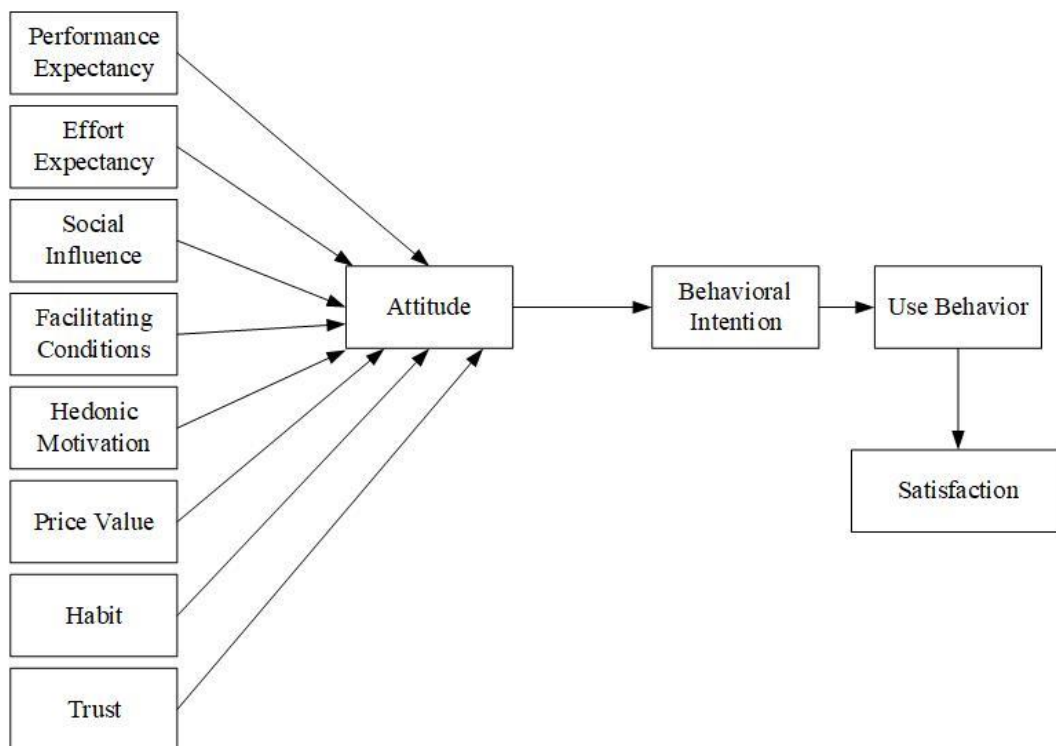 Performance
Expectancy
Effort
Expectancy
Social
Influence
Facilitating
Conditions
Hedonic
Motivation
Price Value
Habit
Trust
Attitude
Behavioral
Intention
Use Behavior
Satisfaction